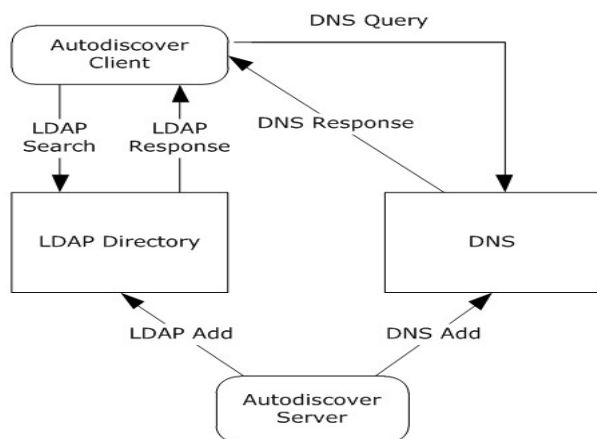 DNS Query
Autodiscover
Client
LDAP
Search
LDAP
Response
DNS Response
LDAP Directory
DNS
LDAP Add
DNS Add
Autodiscover
Server